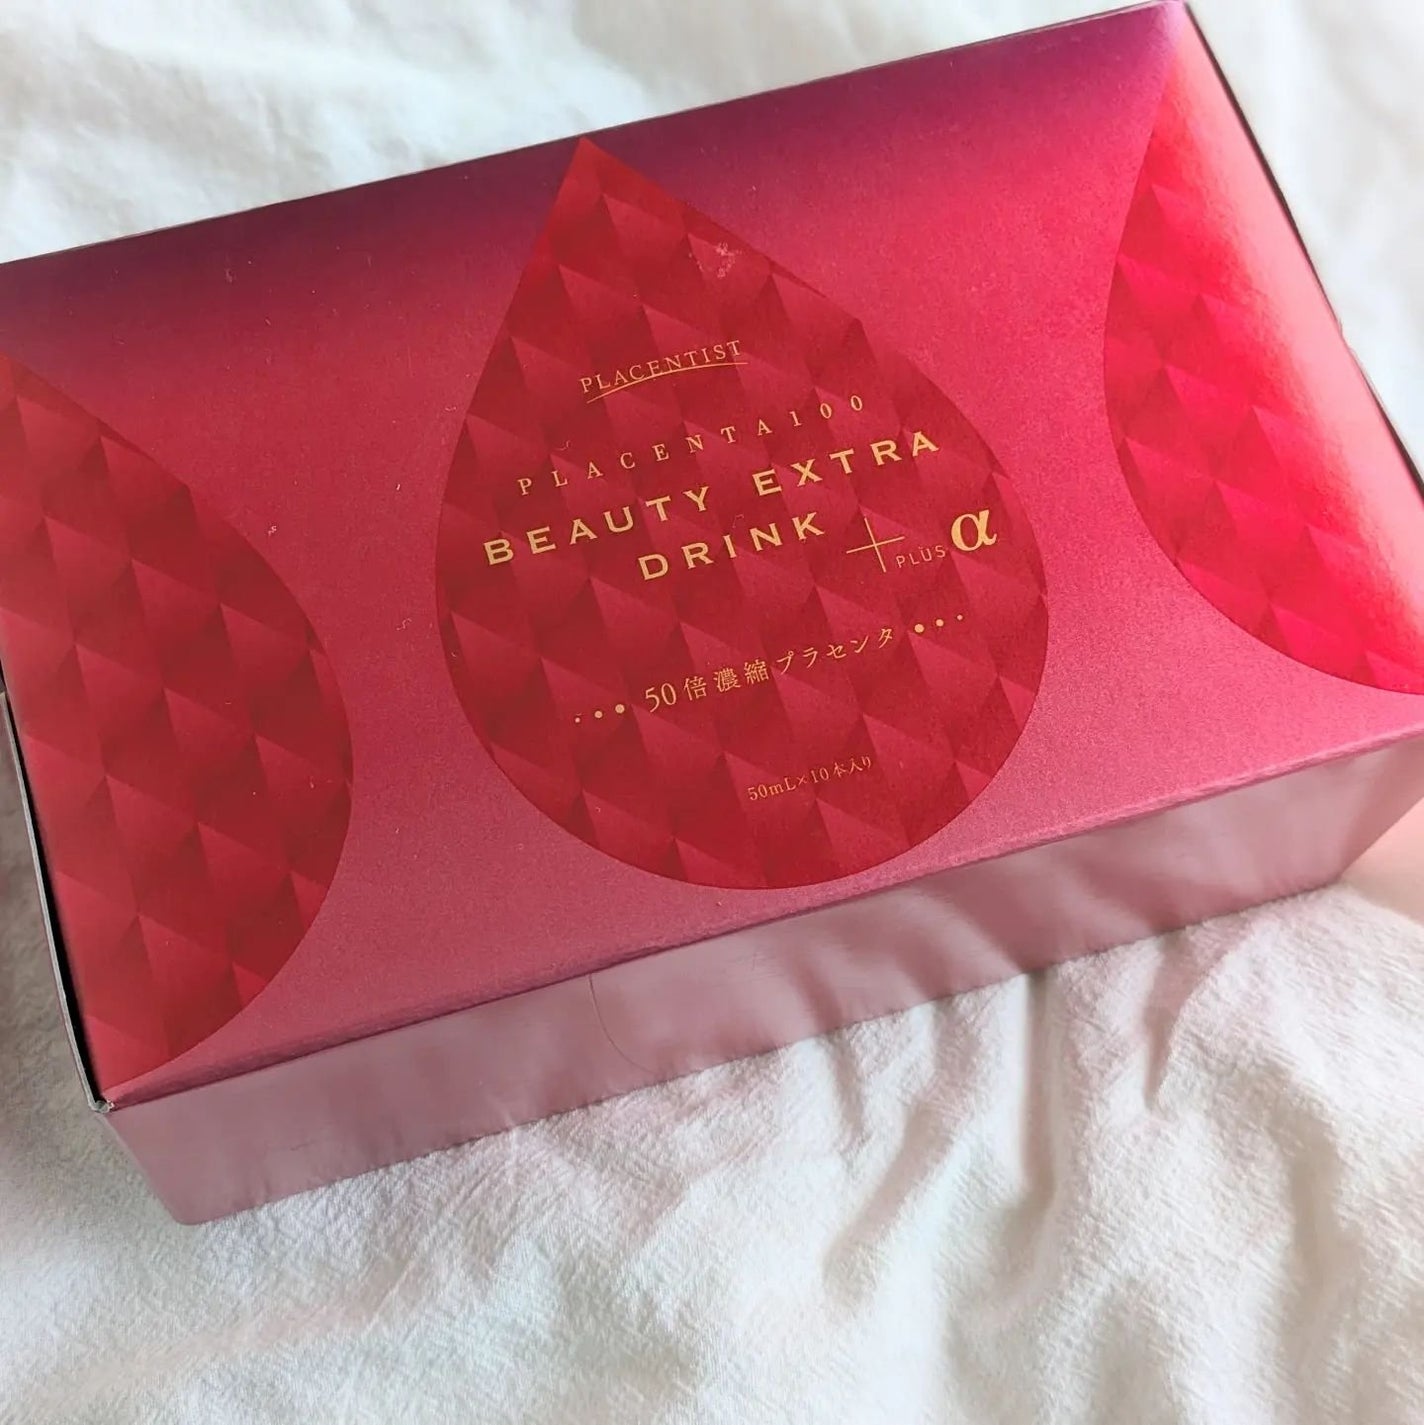 PLACENTIST
PLACENTA100
BEAUTY EXTRA
DRINK + PLUS α
••• 50倍濃縮プラセンタ •••
50mL×10本入り